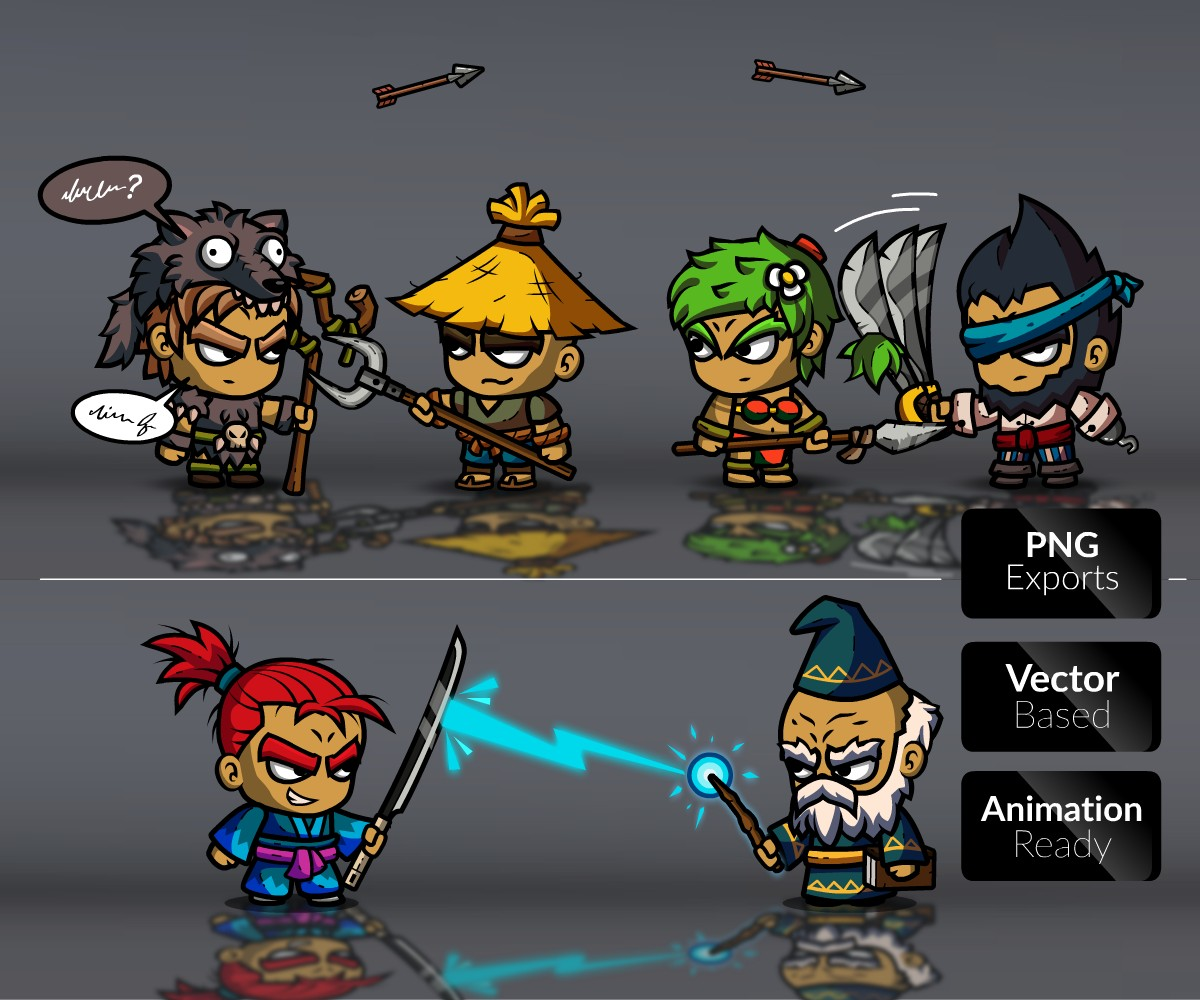 ?
PNG
Exports
Vector
Based
Animation
Ready